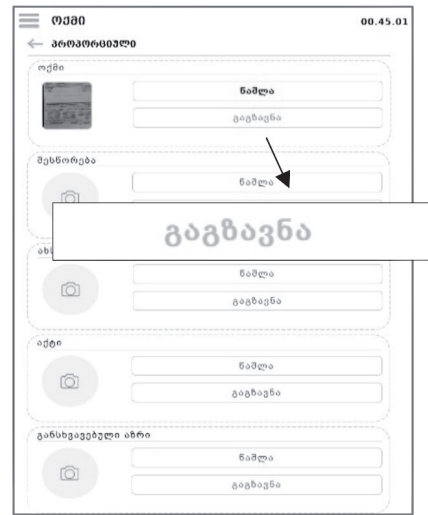 ოქმი 00.45.01
პროპორციული
ოქმი
წაშლა
გაგზავნა
შესწორება
წაშლა
გაგზავნა
წაშლა
გაგზავნა
აქტი
წაშლა
გაგზავნა
განსხვავებული აზრი
წაშლა
გაგზავნა